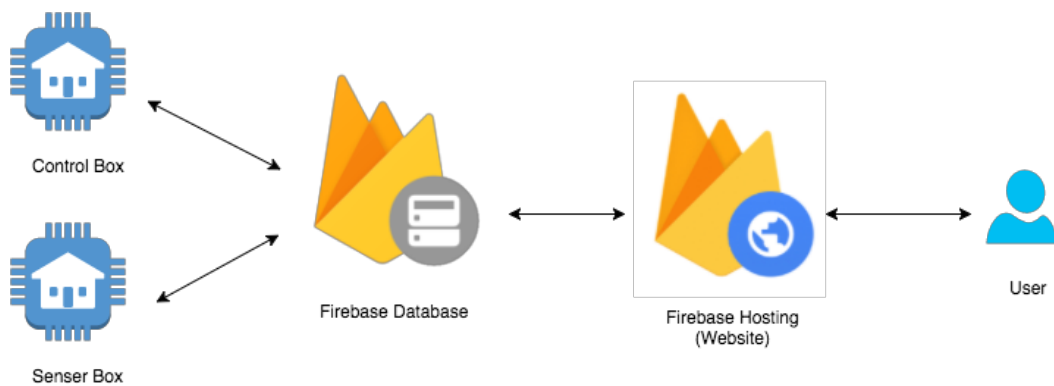 Control Box
Senser Box
Firebase Database
Firebase Hosting
(Website)
User